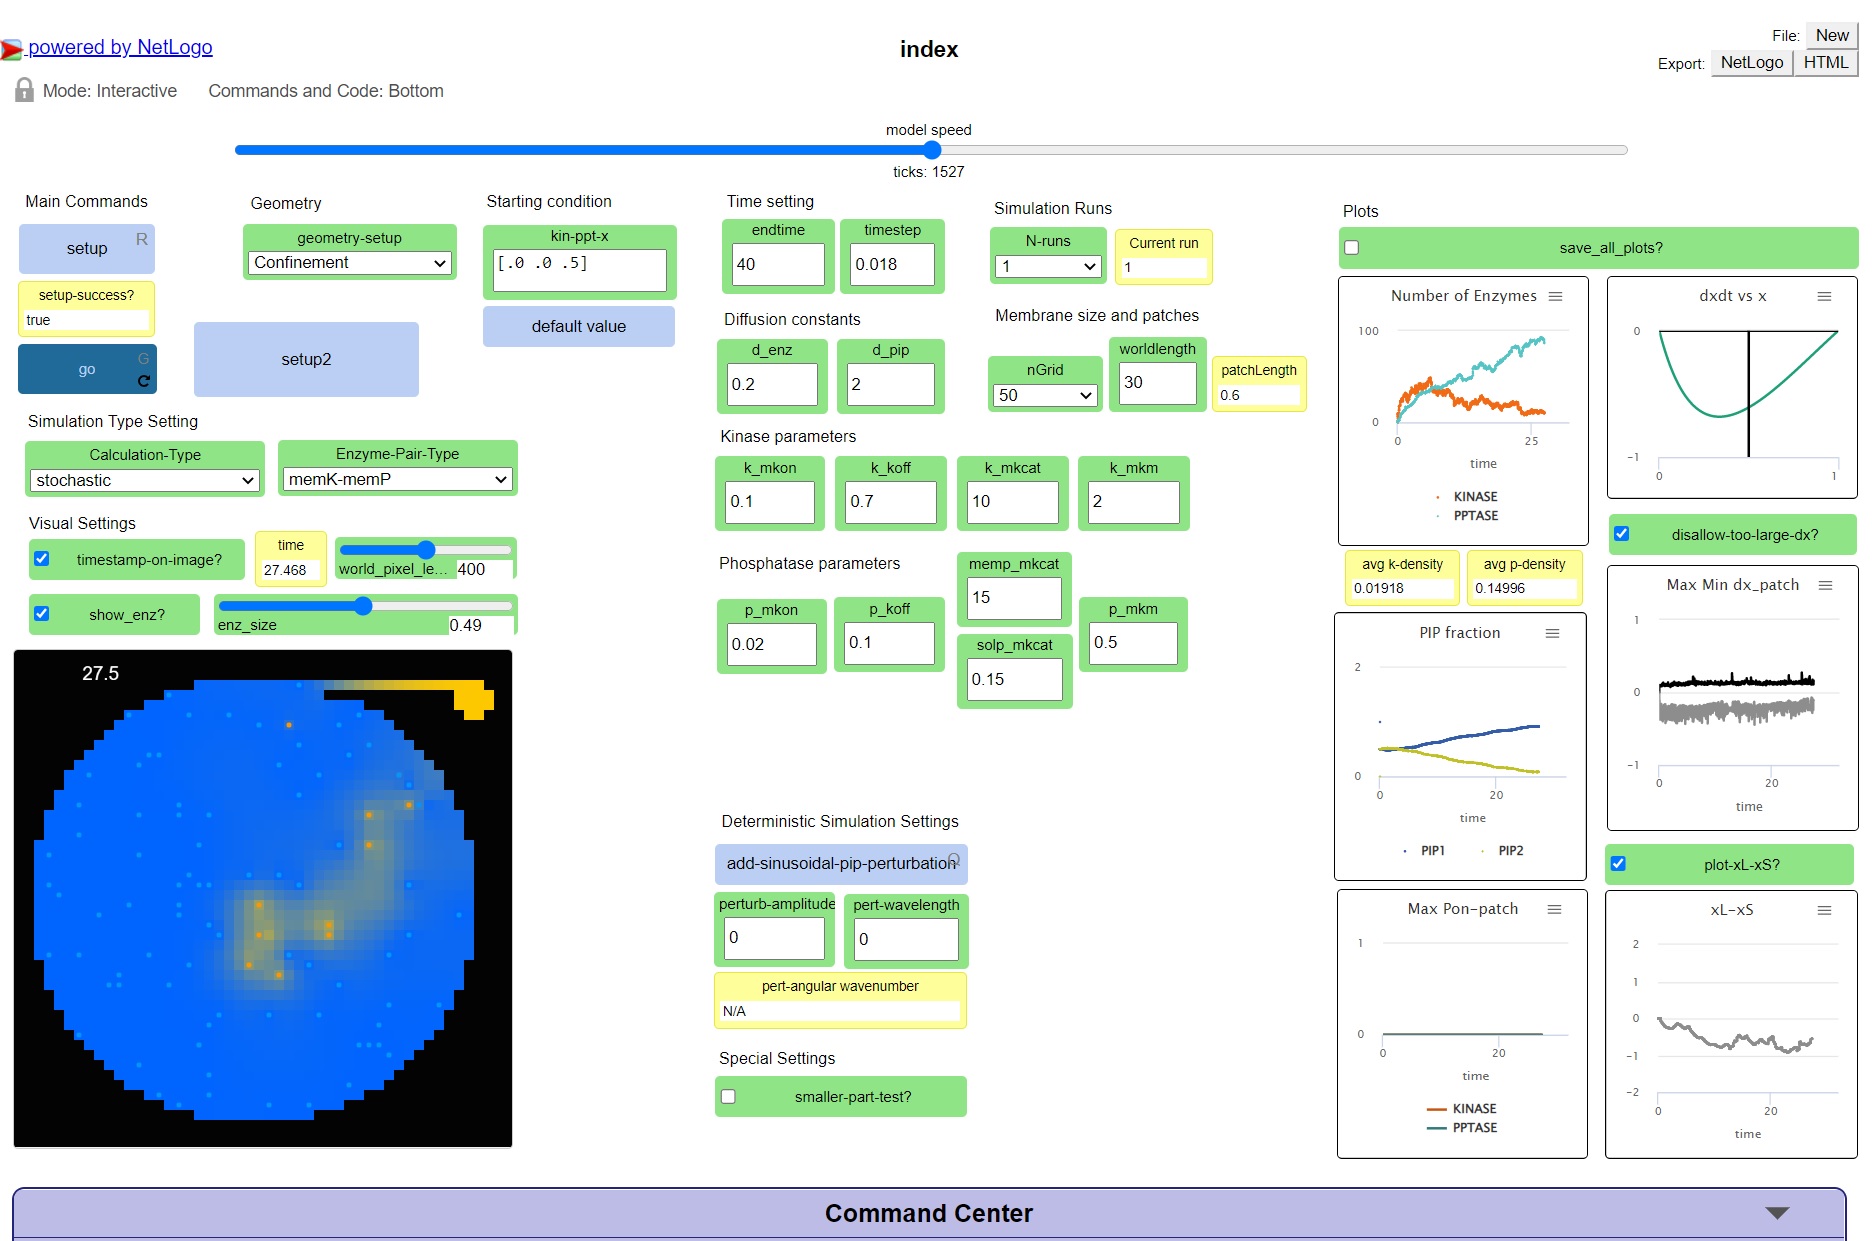 powered by NetLogo
index
File: New
Export: NetLogo HTML
Mode: Interactive Commands and Code: Bottom
model speed
ticks: 1527
Main Commands
setup R
setup-success?
true
go G
Geometry
geometry-setup
Confinement
setup2
Starting condition
kin-ppt-x
[.0 .0 .5]
default value
Simulation Type Setting
Calculation-Type
stochastic
Enzyme-Pair-Type
memK-memP
Visual Settings
timestamp-on-image?
time
27.468
world_pixel_le... 400
show_enz?
enz_size 0.49
27.5
Time setting
endtime
40
timestep
0.018
Diffusion constants
d_enz
0.2
d_pip
2
Simulation Runs
N-runs
1
Current run
1
Membrane size and patches
nGrid
50
worldlength
30
patchLength
0.6
Kinase parameters
k_mkon
0.1
k_koff
0.7
k_mkcat
10
k_mkm
2
Phosphatase parameters
p_mkon
0.02
p_koff
0.1
memp_mkcat
15
solp_mkcat
0.15
p_mkm
0.5
Deterministic Simulation Settings
add-sinusoidal-pip-perturbation Q
perturb-amplitude
0
pert-wavelength
0
pert-angular wavenumber
N/A
Special Settings
smaller-part-test?
Plots
save_all_plots?
Number of Enzymes
100
0
0 25
time
KINASE
PPTASE
dxdt vs x
0
-1
0 1
disallow-too-large-dx?
avg k-density
0.01918
avg p-density
0.14996
Max Min dx_patch
1
0
-1
0 20
time
PIP fraction
2
0
0 20
time
PIP1 PIP2
plot-xL-xS?
Max Pon-patch
1
0
0 20
time
KINASE
PPTASE
xL-xS
2
1
0
-1
-2
0 20
time
Command Center